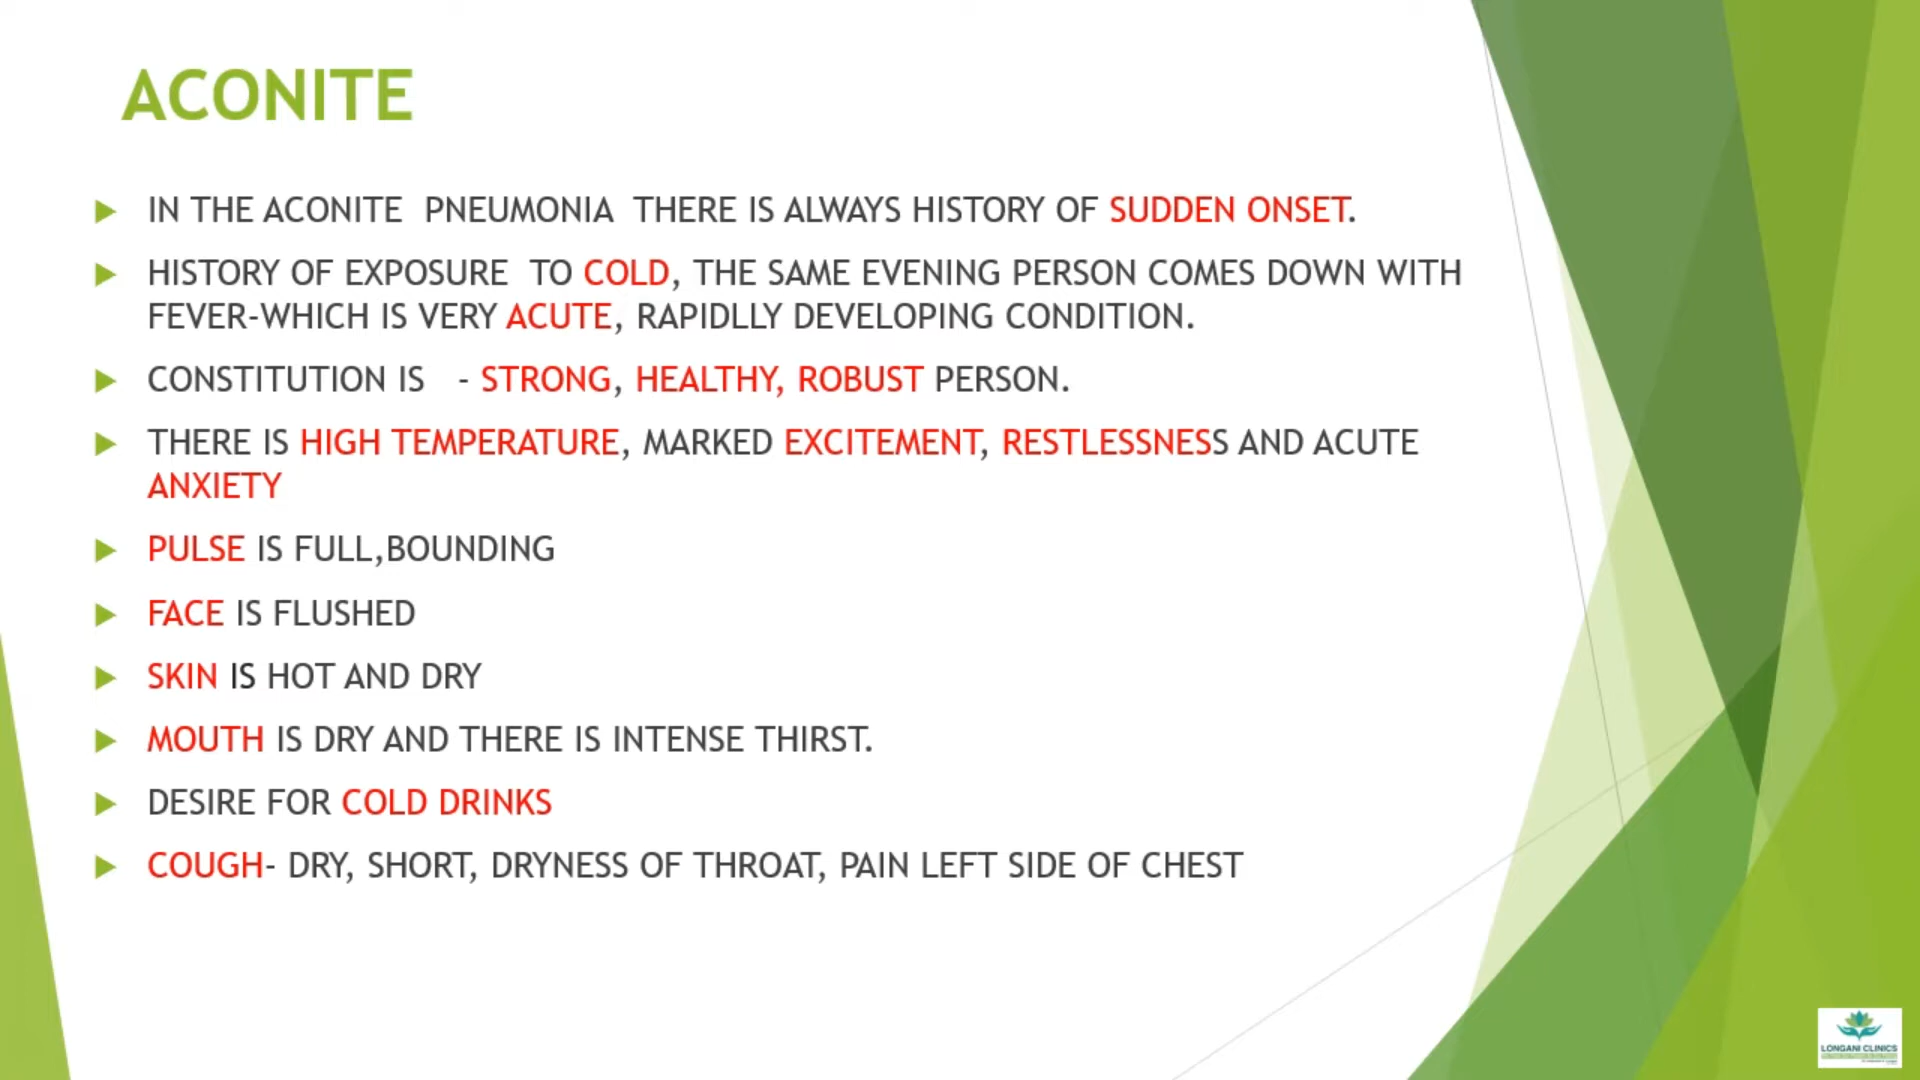 ACONITE
IN THE ACONITE PNEUMONIA THERE IS ALWAYS HISTORY OF SUDDEN ONSET.
HISTORY OF EXPOSURE TO COLD, THE SAME EVENING PERSON COMES DOWN WITH
FEVER-WHICH IS VERY ACUTE, RAPIDLLY DEVELOPING CONDITION.
CONSTITUTION IS - STRONG, HEALTHY, ROBUST PERSON.
THERE IS HIGH TEMPERATURE, MARKED EXCITEMENT, RESTLESSNESS AND ACUTE
ANXIETY
PULSE IS FULL,BOUNDING
FACE IS FLUSHED
SKIN IS HOT AND DRY
MOUTH IS DRY AND THERE IS INTENSE THIRST.
DESIRE FOR COLD DRINKS
COUGH- DRY, SHORT, DRYNESS OF THROAT, PAIN LEFT SIDE OF CHEST
LONGANI CLINICS